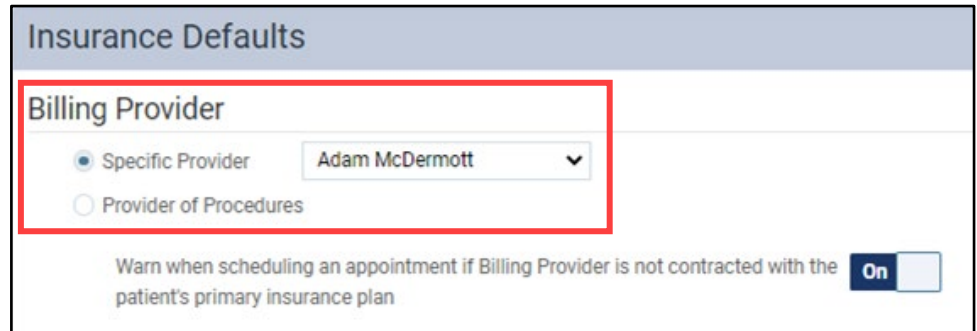 Insurance Defaults
Billing Provider
Specific Provider Adam McDermott
Provider of Procedures
Warn when scheduling an appointment if Billing Provider is not contracted with the On
patient's primary insurance plan